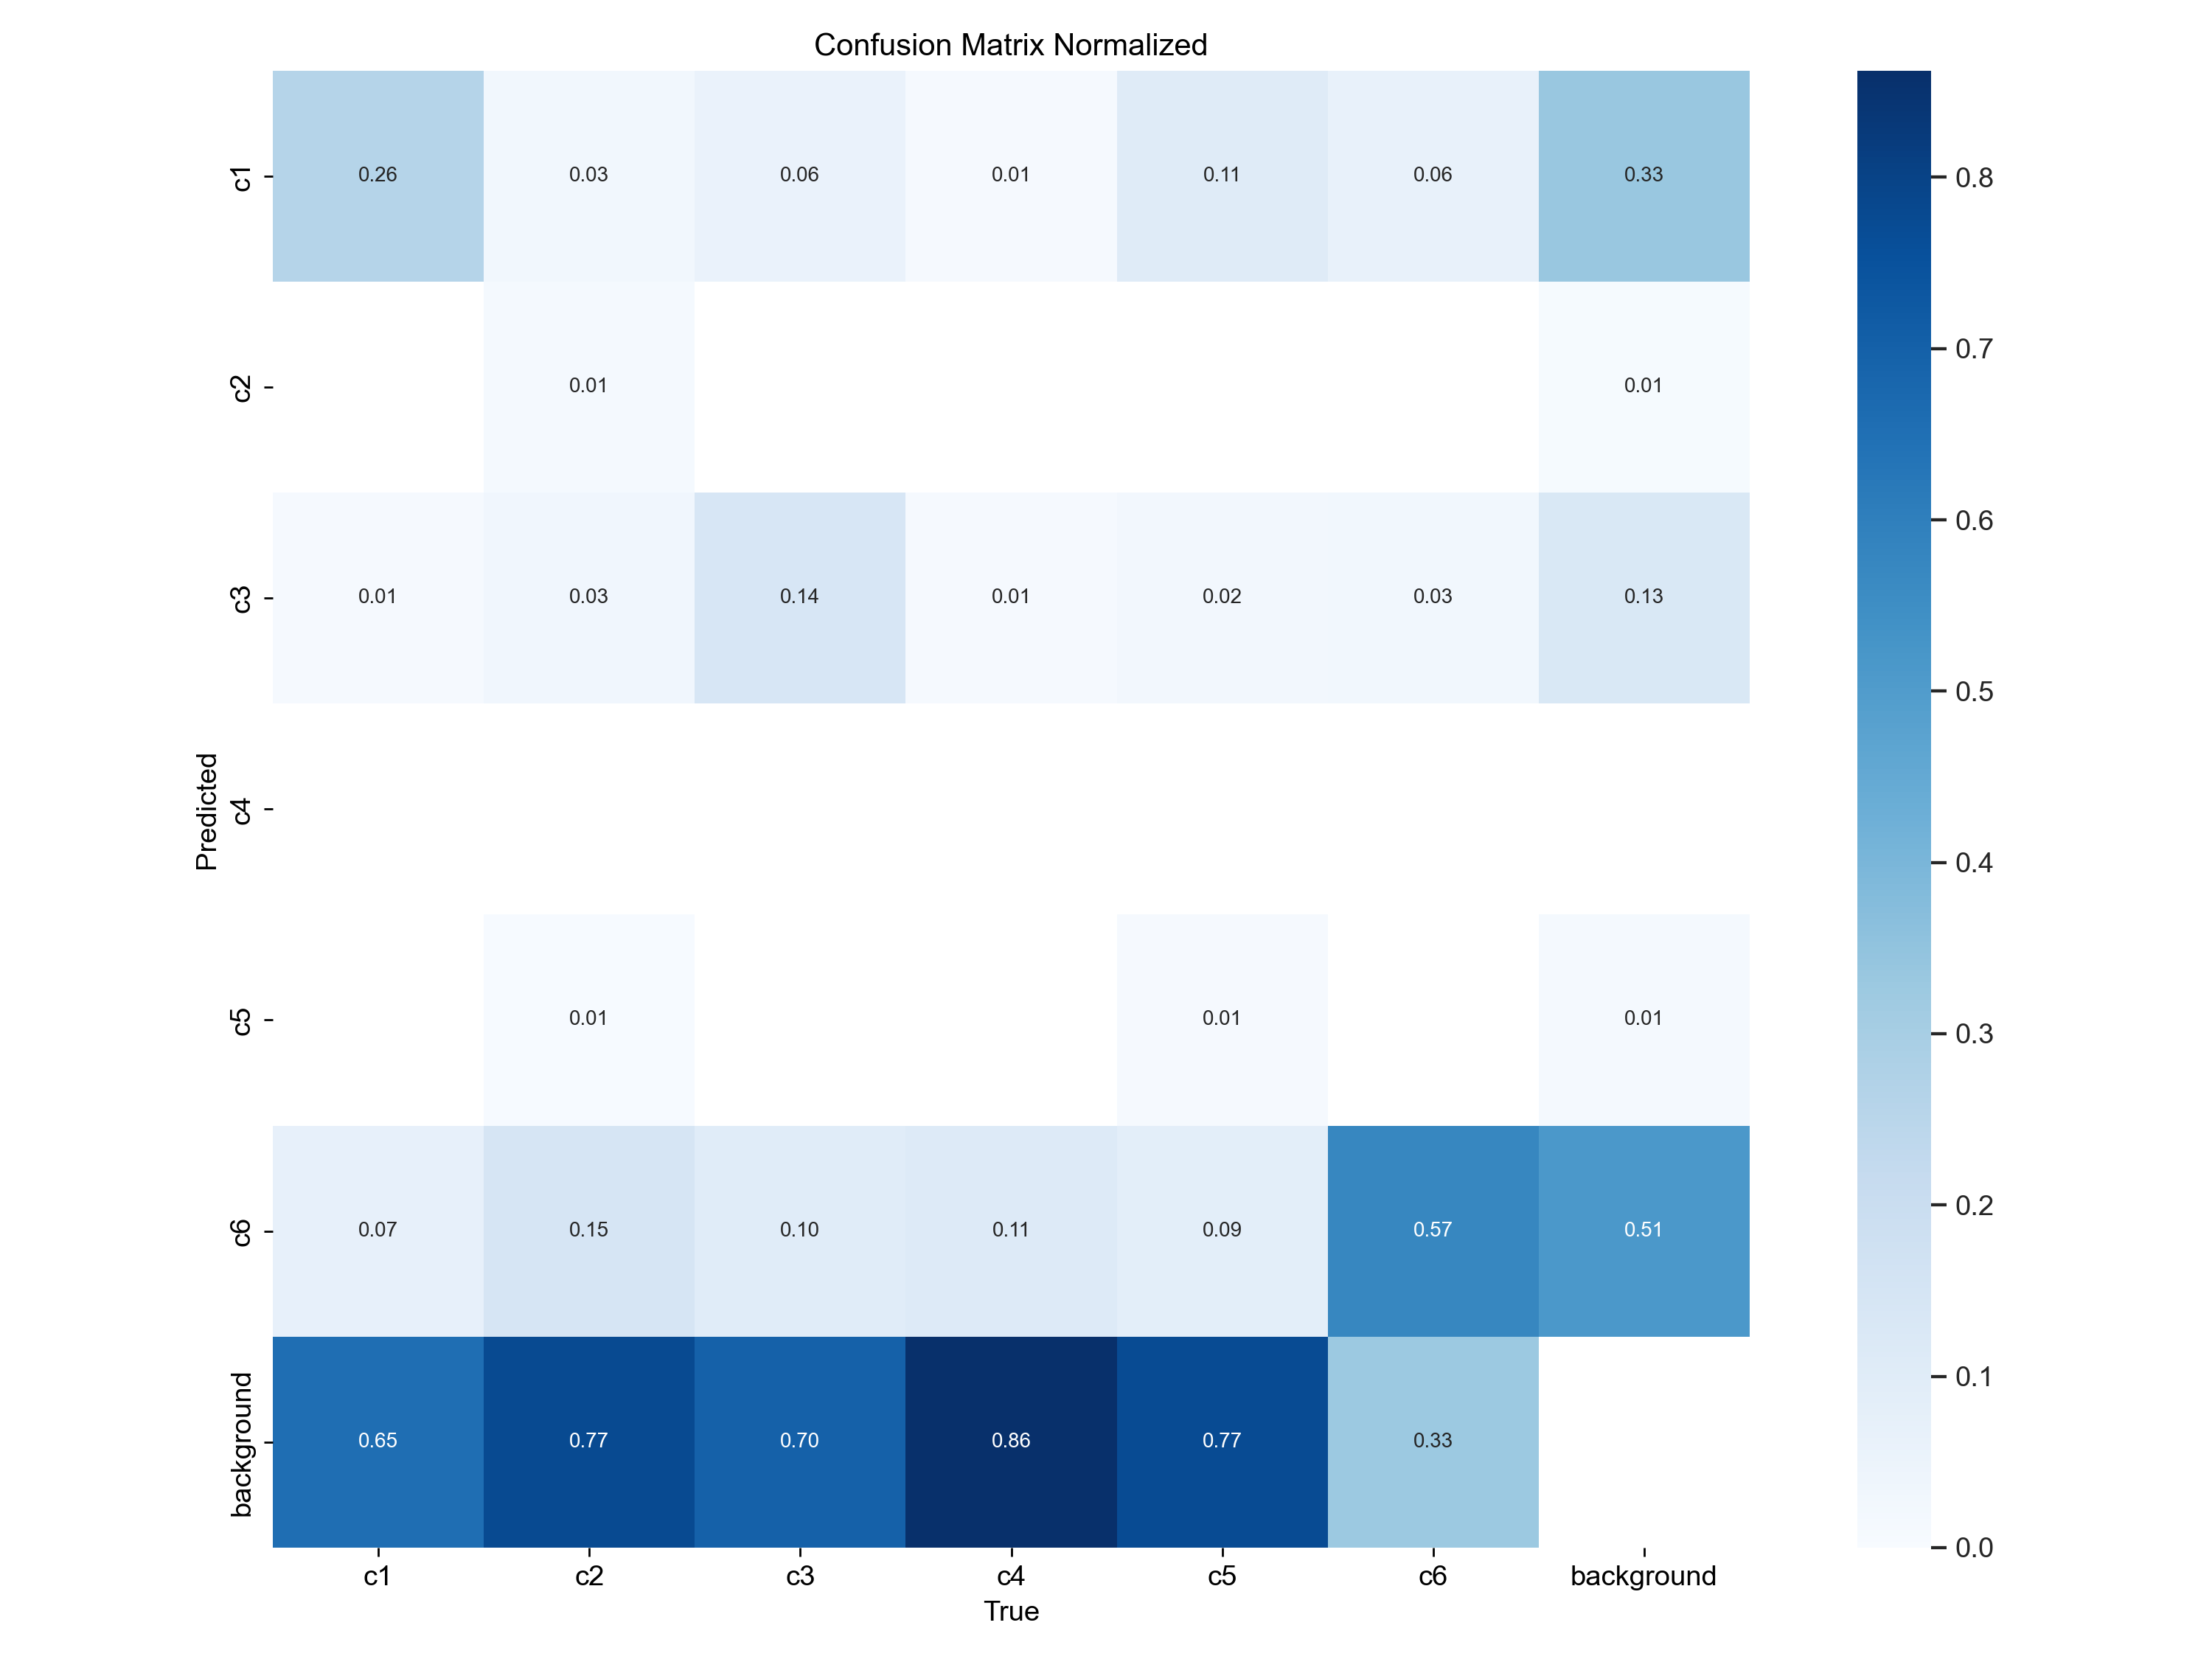 Confusion Matrix Normalized
c1 0.26 0.03 0.06 0.01 0.11 0.06 0.33
c2 0.01 0.01
c3 0.01 0.03 0.14 0.01 0.02 0.03 0.13
c4
c5 0.01 0.01 0.01
c6 0.07 0.15 0.10 0.11 0.09 0.57 0.51
background 0.65 0.77 0.70 0.86 0.77 0.33
Predicted
c1 c2 c3 c4 c5 c6 background
True
0.8
0.7
0.6
0.5
0.4
0.3
0.2
0.1
0.0